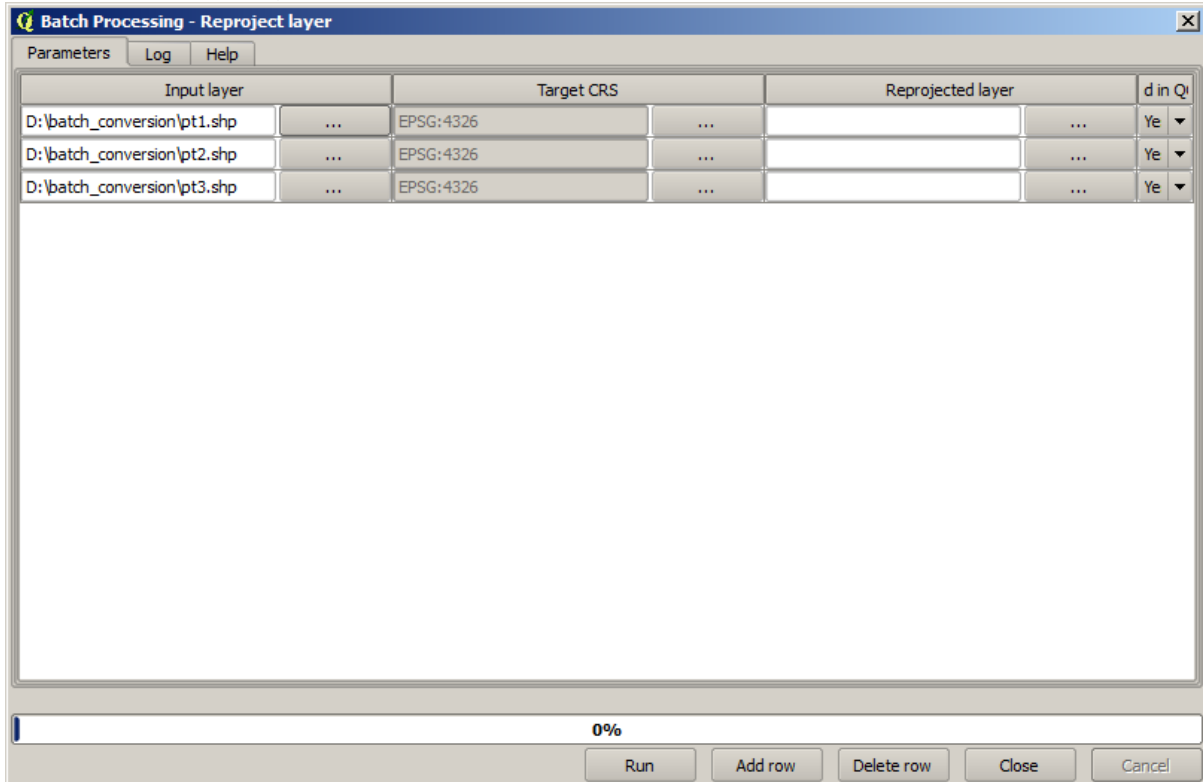 Batch Processing - Reproject layer
Parameters Log Help
Input layer Target CRS Reprojected layer d in Q
D:\batch_conversion\pt1.shp ... EPSG:4326 ... ... Ye
D:\batch_conversion\pt2.shp ... EPSG:4326 ... ... Ye
D:\batch_conversion\pt3.shp ... EPSG:4326 ... ... Ye
0%
Run Add row Delete row Close Cancel